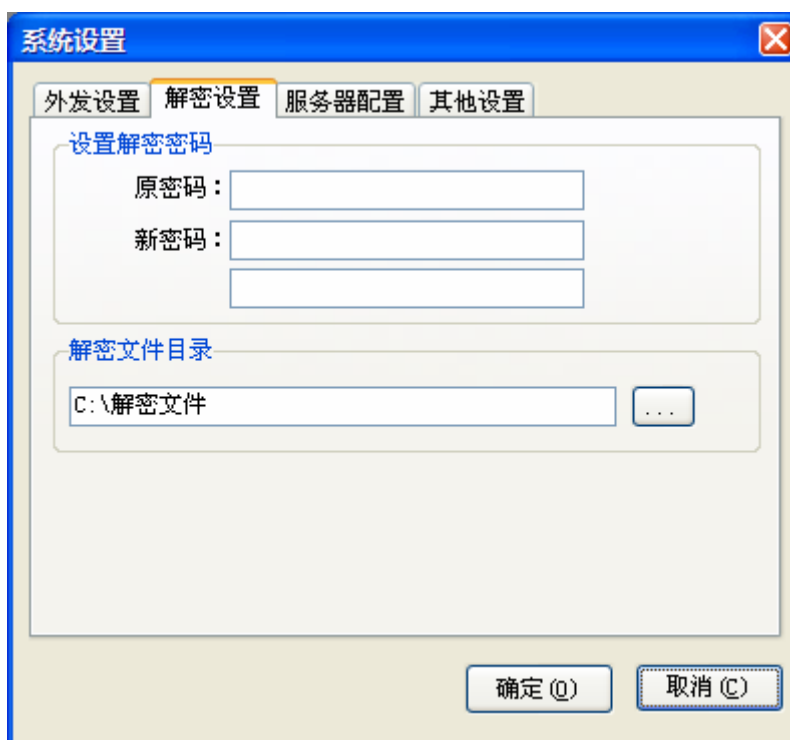 系统设置
外发设置 解密设置 服务器配置 其他设置
设置解密密码
原密码：
新密码：
解密文件目录
C:\解密文件 ...
确定(O) 取消(C)